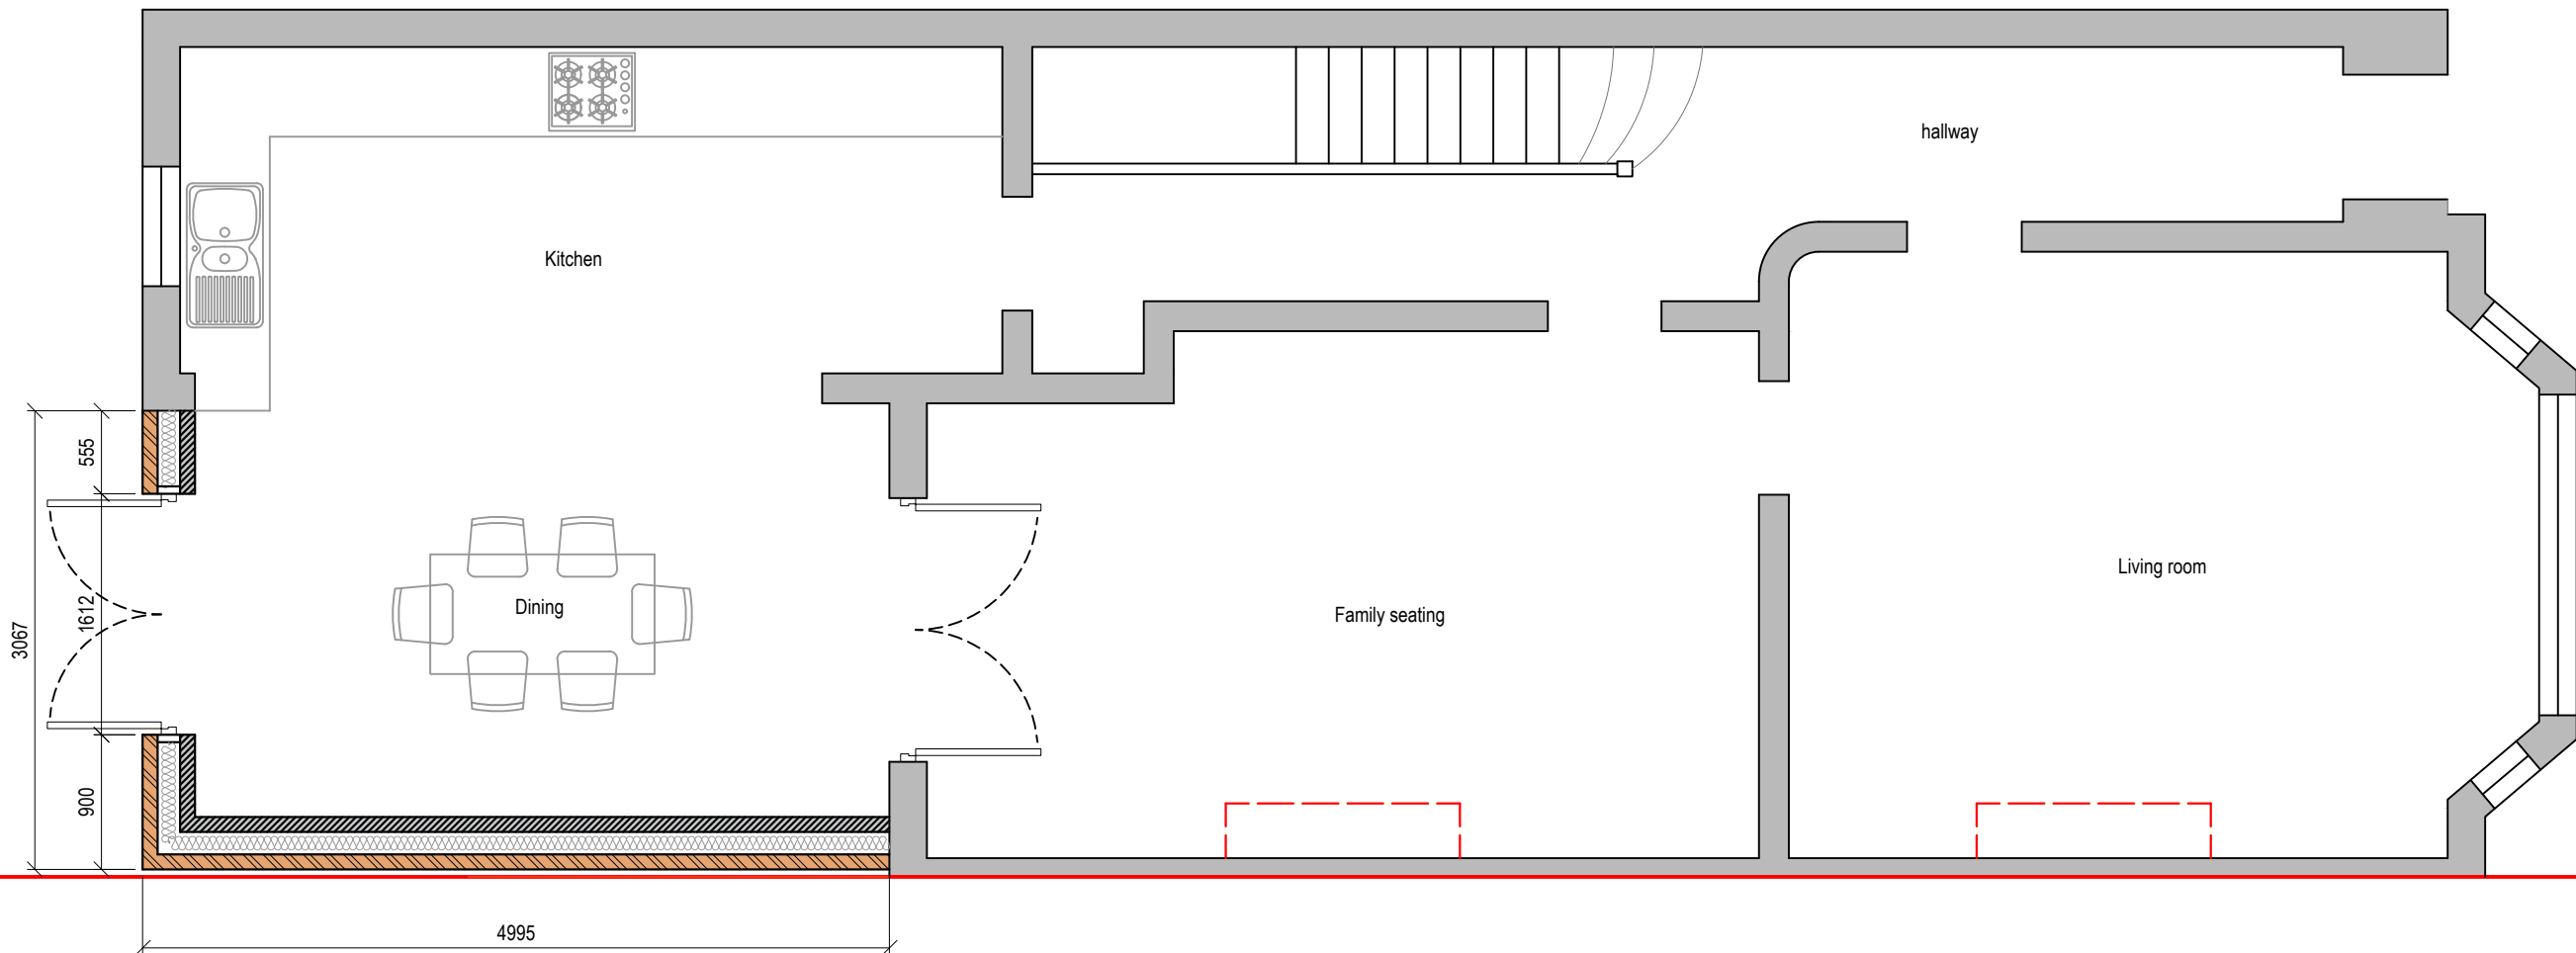 hallway
Kitchen
555
Living room
1612
Dining
Family seating
3067
900
4995